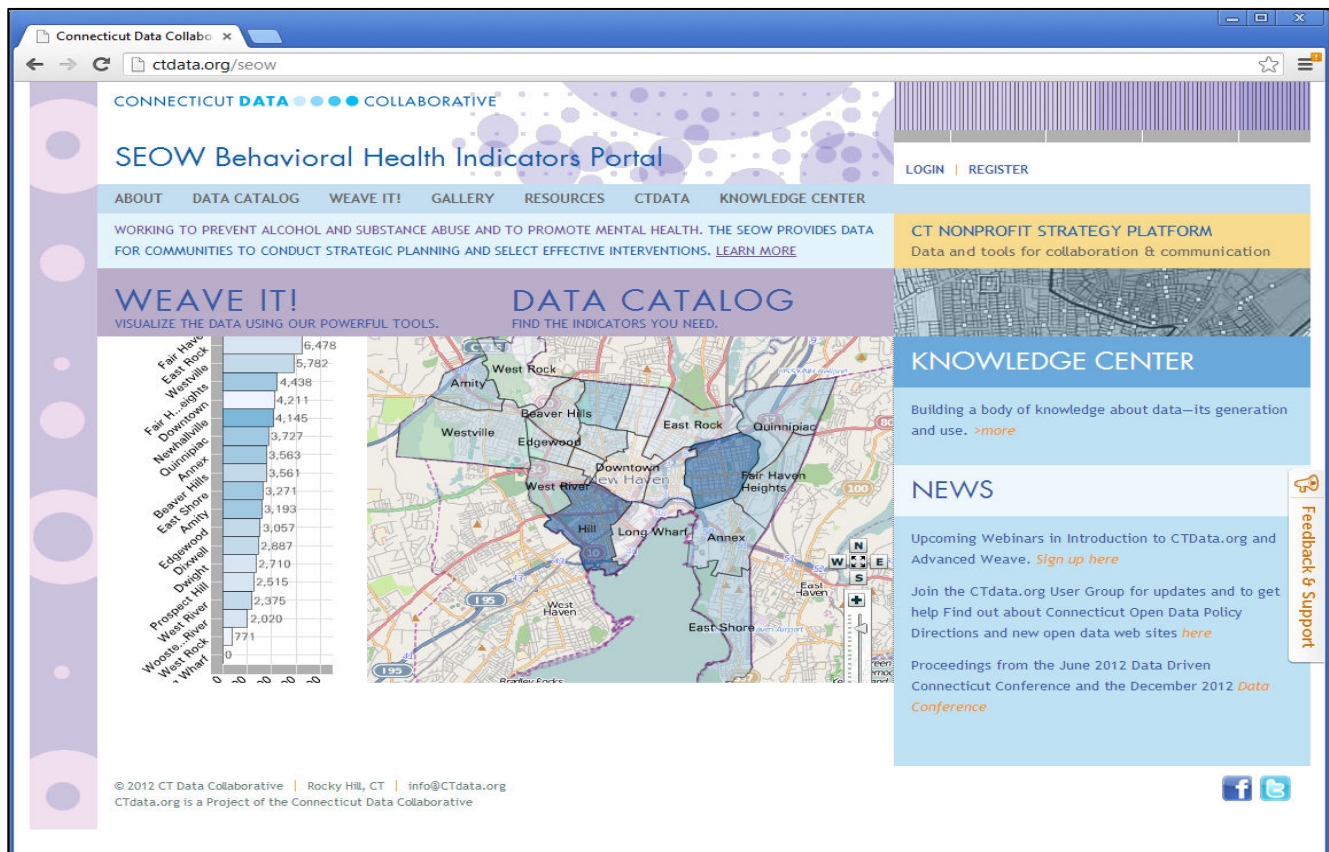 Connecticut Data Collabo
ctdata.org/seow
CONNECTICUT DATA COLLABORATIVE
SEOW Behavioral Health Indicators Portal
LOGIN | REGISTER
ABOUT DATA CATALOG WEAVE IT! GALLERY RESOURCES CTDATA KNOWLEDGE CENTER
WORKING TO PREVENT ALCOHOL AND SUBSTANCE ABUSE AND TO PROMOTE MENTAL HEALTH. THE SEOW PROVIDES DATA
FOR COMMUNITIES TO CONDUCT STRATEGIC PLANNING AND SELECT EFFECTIVE INTERVENTIONS. LEARN MORE
CT NONPROFIT STRATEGY PLATFORM
Data and tools for collaboration & communication
WEAVE IT!
VISUALIZE THE DATA USING OUR POWERFUL TOOLS.
DATA CATALOG
FIND THE INDICATORS YOU NEED.
Fair Have
East Rock
Westville
Fair H...eights
Downtown
Newhallville
Quinnipiac
Annex
Beaver Hills
East Shore
Amity
Edgewood
Dixwell
Dwight
Prospect Hill
West River
Wooste...River
West Rock
Wharf
6,478
5,782
4,438
4,211
4,145
3,727
3,563
3,561
3,271
3,193
3,057
2,887
2,710
2,515
2,375
2,020
771
0
West Rock
Amity
Beaver Hills
Westville
East Rock
Quinnipiac
Edgewood
Downtown
New Haven
Fair Haven
Heights
West River
Hill
Long Wharf
Annex
10
100
N
W E
S
East
Haven
West
Haven
East Shore
I 95
I 95
KNOWLEDGE CENTER
Building a body of knowledge about data—its generation
and use. >more
NEWS
Upcoming Webinars in Introduction to CTData.org and
Advanced Weave. Sign up here
Join the CTdata.org User Group for updates and to get
help Find out about Connecticut Open Data Policy
Directions and new open data web sites here
Proceedings from the June 2012 Data Driven
Connecticut Conference and the December 2012 Data
Conference
Feedback & Support
© 2012 CT Data Collaborative | Rocky Hill, CT | info@CTdata.org
CTdata.org is a Project of the Connecticut Data Collaborative